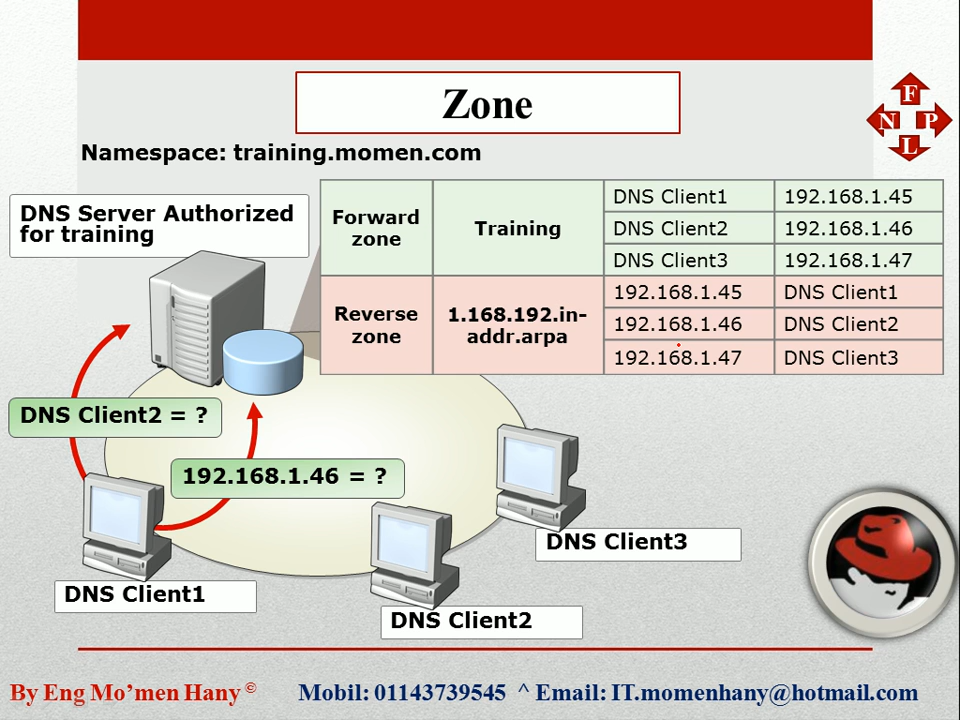 Zone
F
N P
L
Namespace: training.momen.com
DNS Server Authorized
for training
Forward
zone
Training
DNS Client1 192.168.1.45
DNS Client2 192.168.1.46
DNS Client3 192.168.1.47
Reverse
zone
1.168.192.in-
addr.arpa
192.168.1.45 DNS Client1
192.168.1.46 DNS Client2
192.168.1.47 DNS Client3
DNS Client2 = ?
192.168.1.46 = ?
DNS Client3
DNS Client1
DNS Client2
By Eng Mo’men Hany © Mobil: 01143739545 ^ Email: IT.momenhany@hotmail.com